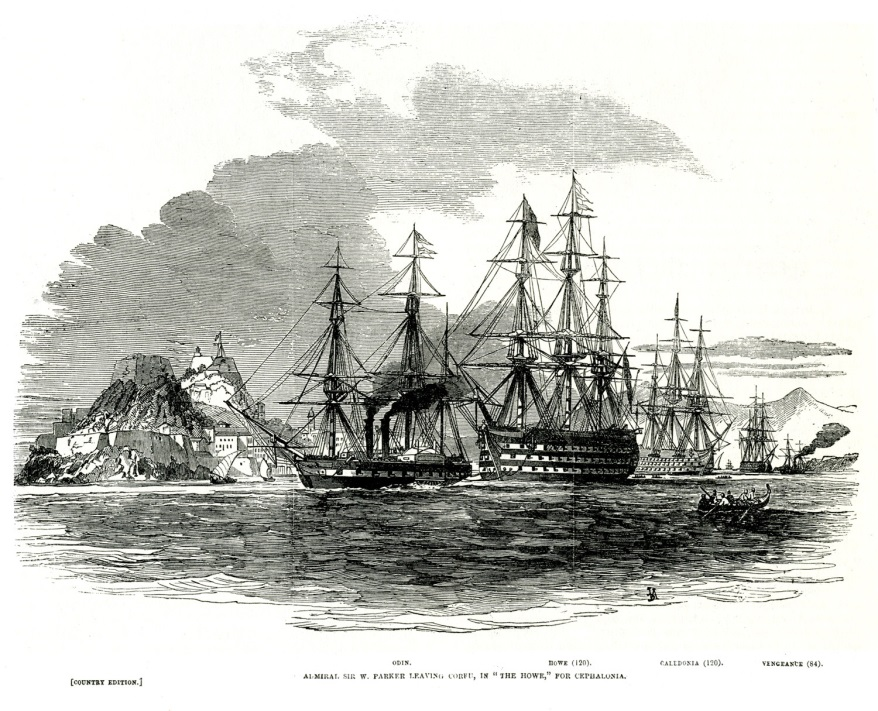 ODIN. HOWE (120). CALEDONIA (120). VENGEANCE (84).
ADMIRAL SIR W. PARKER LEAVING CORFU, IN “THE HOWE,” FOR CEPHALONIA.
[COUNTRY EDITION.]